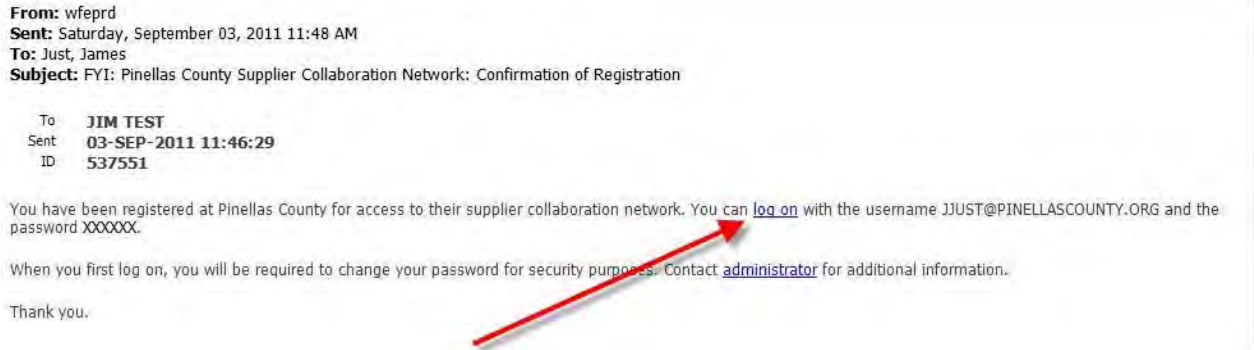 From: wfeprd
Sent: Saturday, September 03, 2011 11:48 AM
To: Just, James
Subject: FYI: Pinellas County Supplier Collaboration Network: Confirmation of Registration
To JIM TEST
Sent 03-SEP-2011 11:46:29
ID 537551
You have been registered at Pinellas County for access to their supplier collaboration network. You can log on with the username JJUST@PINELLASCOUNTY.ORG and the
password XXXXXX.
When you first log on, you will be required to change your password for security purposes. Contact administrator for additional information.
Thank you.